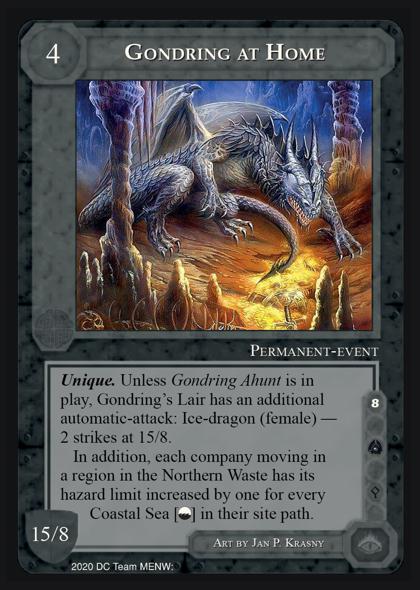 4
Gondring at Home
Permanent-event
Unique. Unless Gondring Ahunt is in
play, Gondring's Lair has an additional
automatic-attack: Ice-dragon (female) —
2 strikes at 15/8.
In addition, each company moving in
a region in the Northern Waste has its
hazard limit increased by one for every
Coastal Sea [] in their site path.
8
15/8
Art by Jan P. Krasny
2020 DC Team MENW: